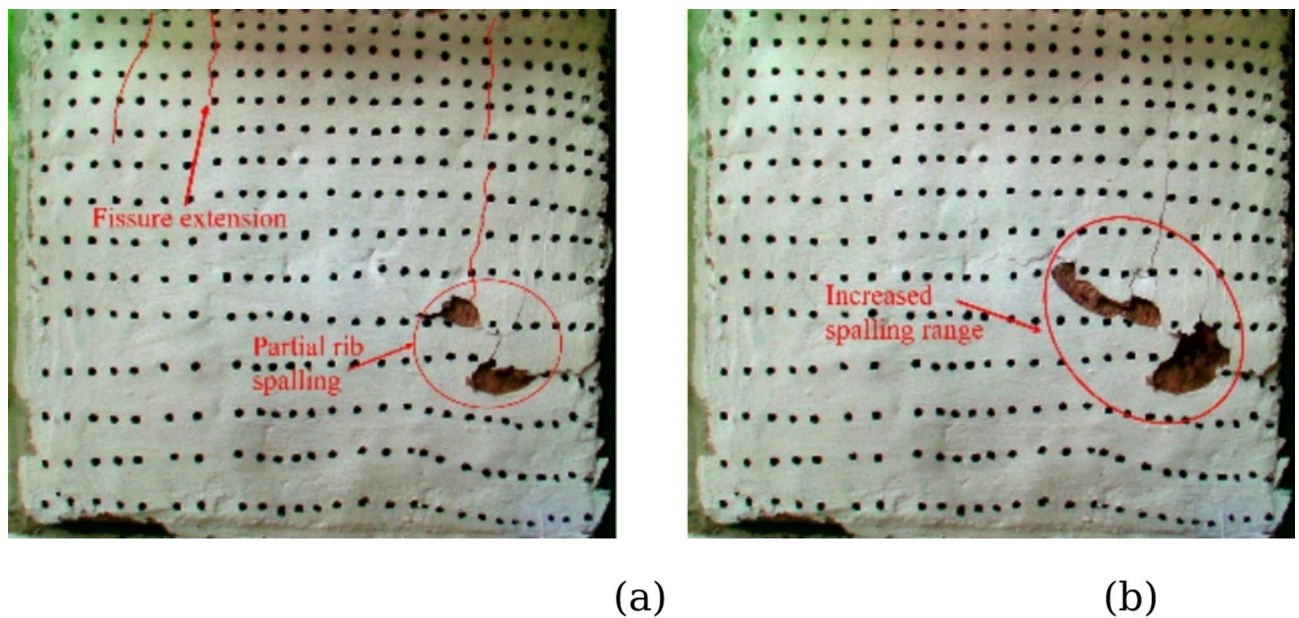 Fissure extension
Partial rib
spalling
Increased
spalling range
(a)
(b)